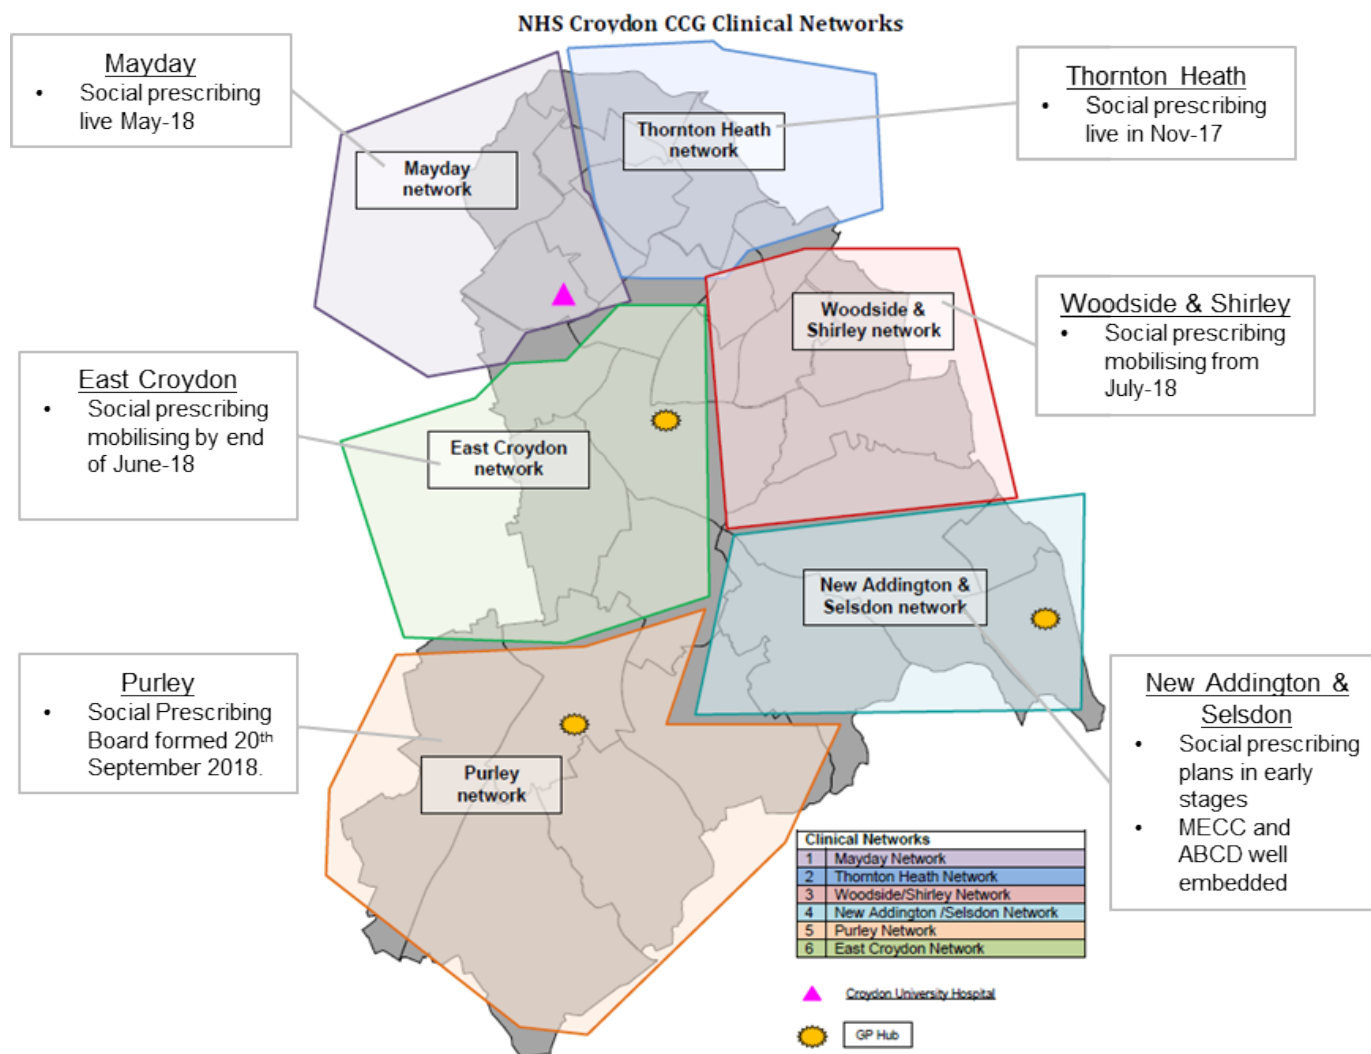 NHS Croydon CCG Clinical Networks
Mayday
• Social prescribing
live May-18
Thornton Heath
• Social prescribing
live in Nov-17
Thornton Heath
network
Mayday
network
Woodside &
Shirley network
Woodside & Shirley
• Social prescribing
mobilising from
July-18
East Croydon
• Social prescribing
mobilising by end
of June-18
East Croydon
network
New Addington &
Selsdon network
Purley
• Social Prescribing
Board formed 20th
September 2018.
Purley
network
New Addington &
Selsdon
• Social prescribing
plans in early
stages
• MECC and
ABCD well
embedded
Clinical Networks
1 Mayday Network
2 Thornton Heath Network
3 Woodside/Shirley Network
4 New Addington /Selsdon Network
5 Purley Network
6 East Croydon Network
Croydon University Hospital
GP Hub